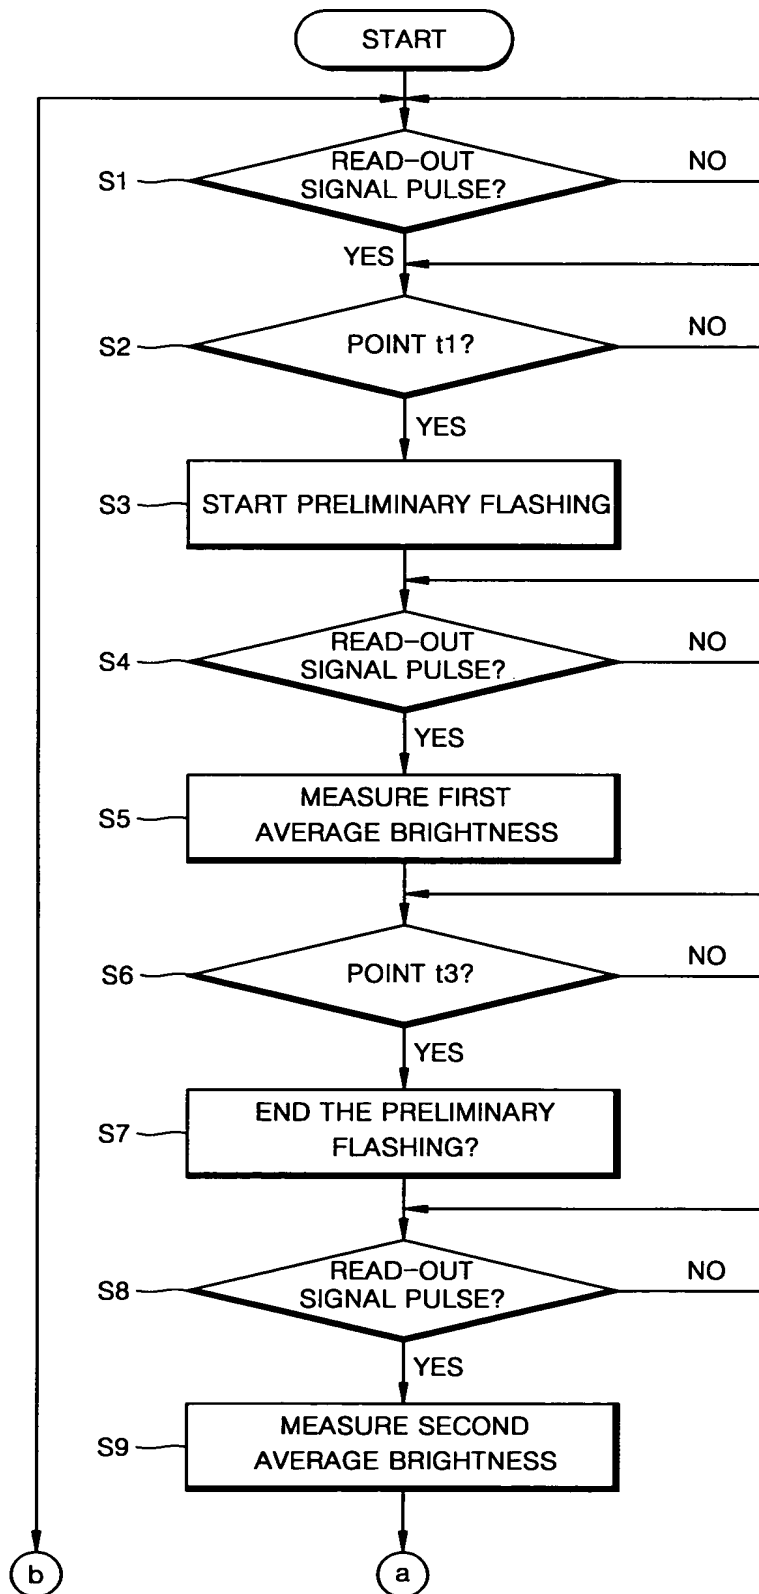 START
READ-OUT
SIGNAL PULSE?
NO
S1
YES
POINT t1?
NO
S2
YES
S3
START PRELIMINARY FLASHING
READ-OUT
SIGNAL PULSE?
NO
S4
YES
MEASURE FIRST
AVERAGE BRIGHTNESS
S5
POINT t3?
NO
S6
YES
END THE PRELIMINARY
FLASHING?
S7
READ-OUT
SIGNAL PULSE?
NO
S8
YES
MEASURE SECOND
AVERAGE BRIGHTNESS
S9
b
a